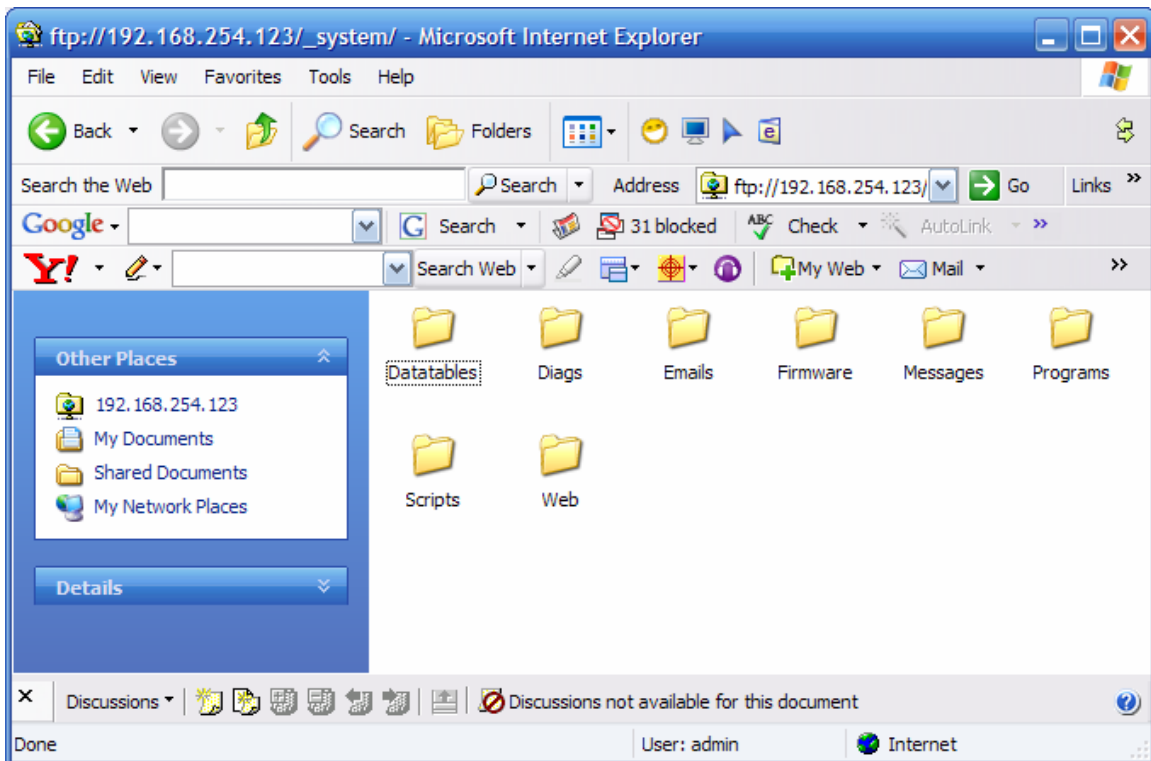 ftp://192.168.254.123/_system/ - Microsoft Internet Explorer
File Edit View Favorites Tools Help
Back Search Folders
Search the Web Search Address ftp://192.168.254.123/ Go Links »
Google Search 31 blocked ABC Check AutoLink »
Y! Search Web My Web Mail »
Other Places
192.168.254.123
My Documents
Shared Documents
My Network Places
Details
Datatables Diags Emails Firmware Messages Programs
Scripts Web
x Discussions Discussions not available for this document ?
Done User: admin Internet